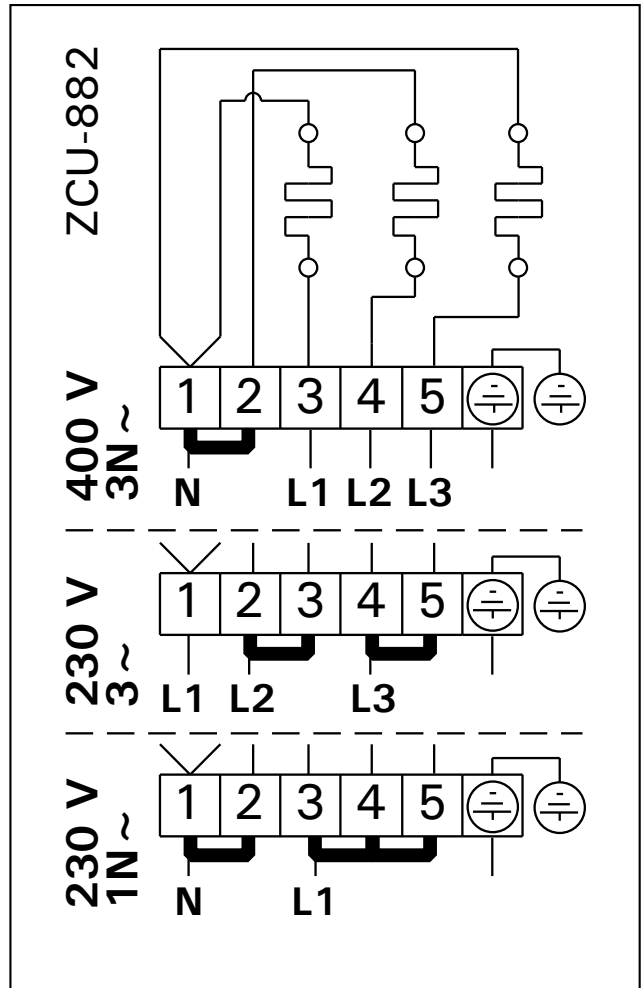 ZCU-882
400 V
3N ~
1 2 3 4 5
N L1 L2 L3
230 V
3 ~
1 2 3 4 5
L1 L2 L3
230 V
1N ~
1 2 3 4 5
N L1